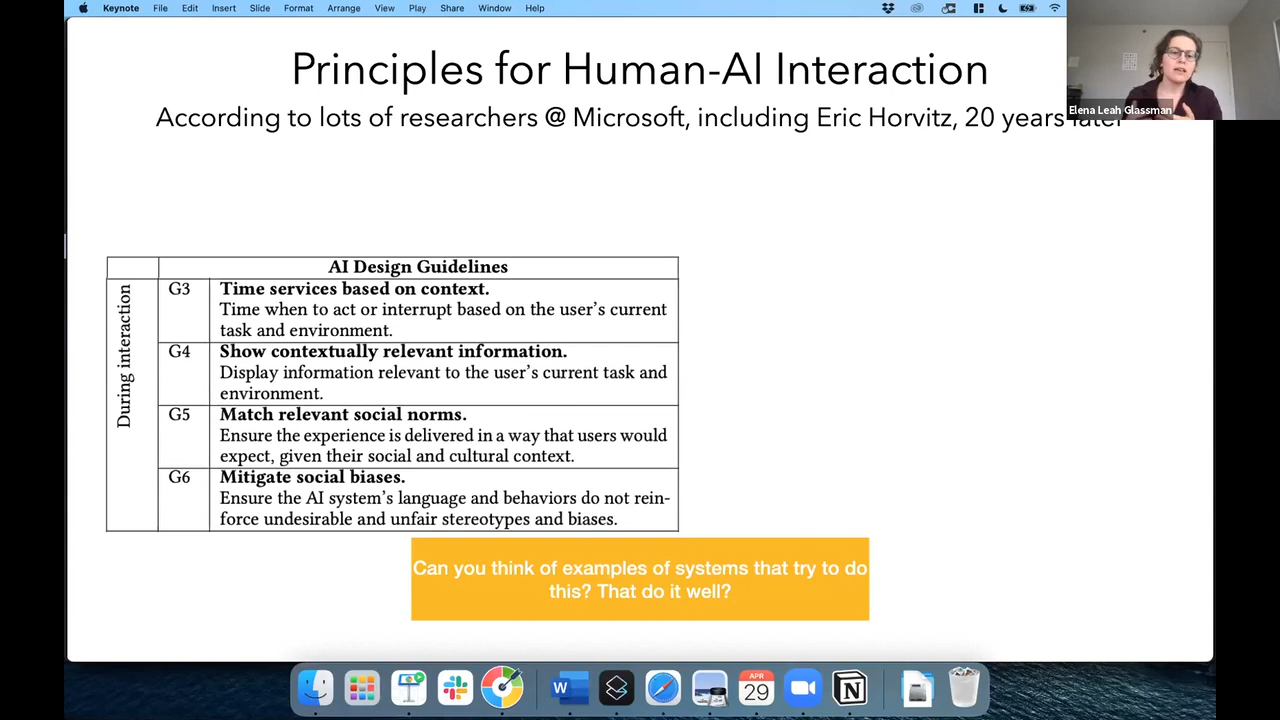 Keynote File Edit Insert Slide Format Arrange View Play Share Window Help
Principles for Human-AI Interaction
According to lots of researchers @ Microsoft, including Eric Horvitz, 20 years later
Elena Leah Glassman
AI Design Guidelines
During interaction
G3 Time services based on context.
Time when to act or interrupt based on the user's current
task and environment.
G4 Show contextually relevant information.
Display information relevant to the user's current task and
environment.
G5 Match relevant social norms.
Ensure the experience is delivered in a way that users would
expect, given their social and cultural context.
G6 Mitigate social biases.
Ensure the AI system's language and behaviors do not rein-
force undesirable and unfair stereotypes and biases.
Can you think of examples of systems that try to do
this? That do it well?
W
APR
29
N